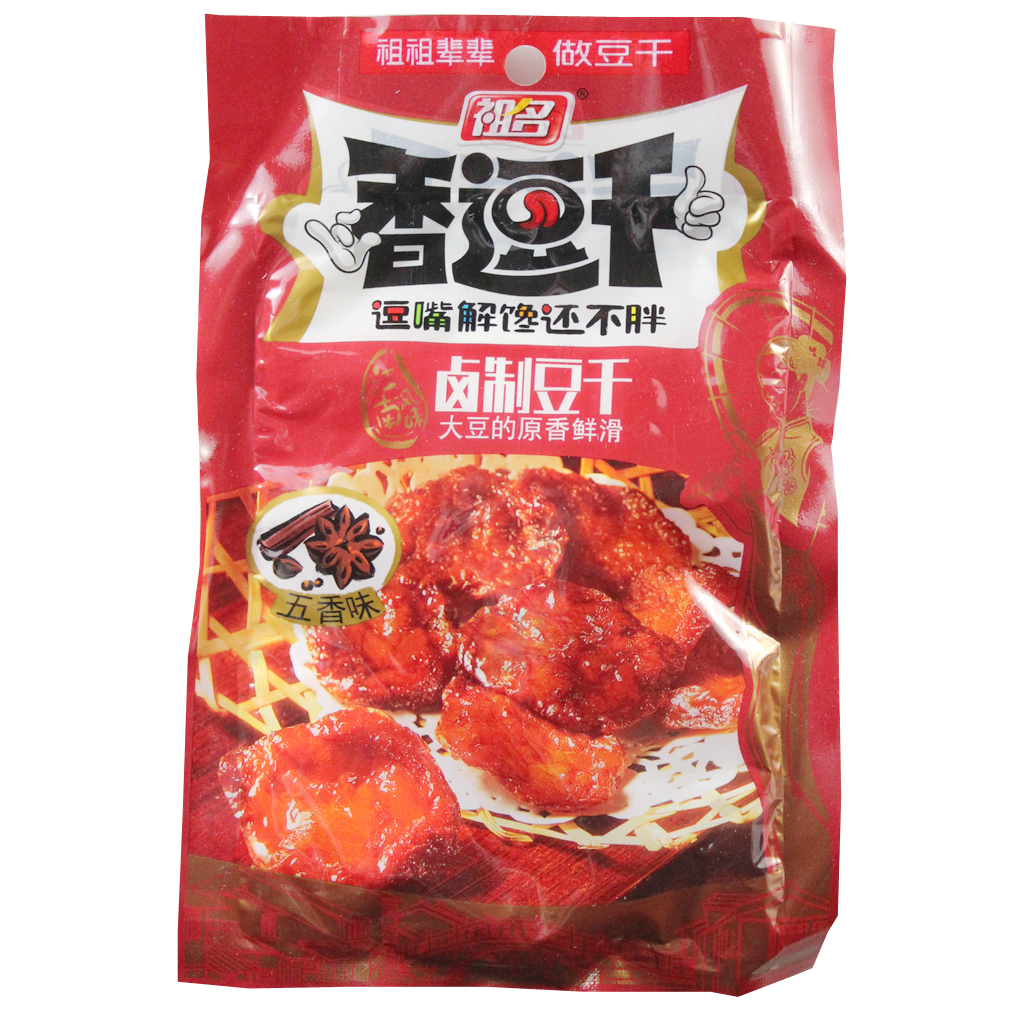 祖祖辈辈 做豆干
祖名®
香逗干
逗嘴解馋还不胖
卤制豆干
大豆的原香鲜滑
五香味